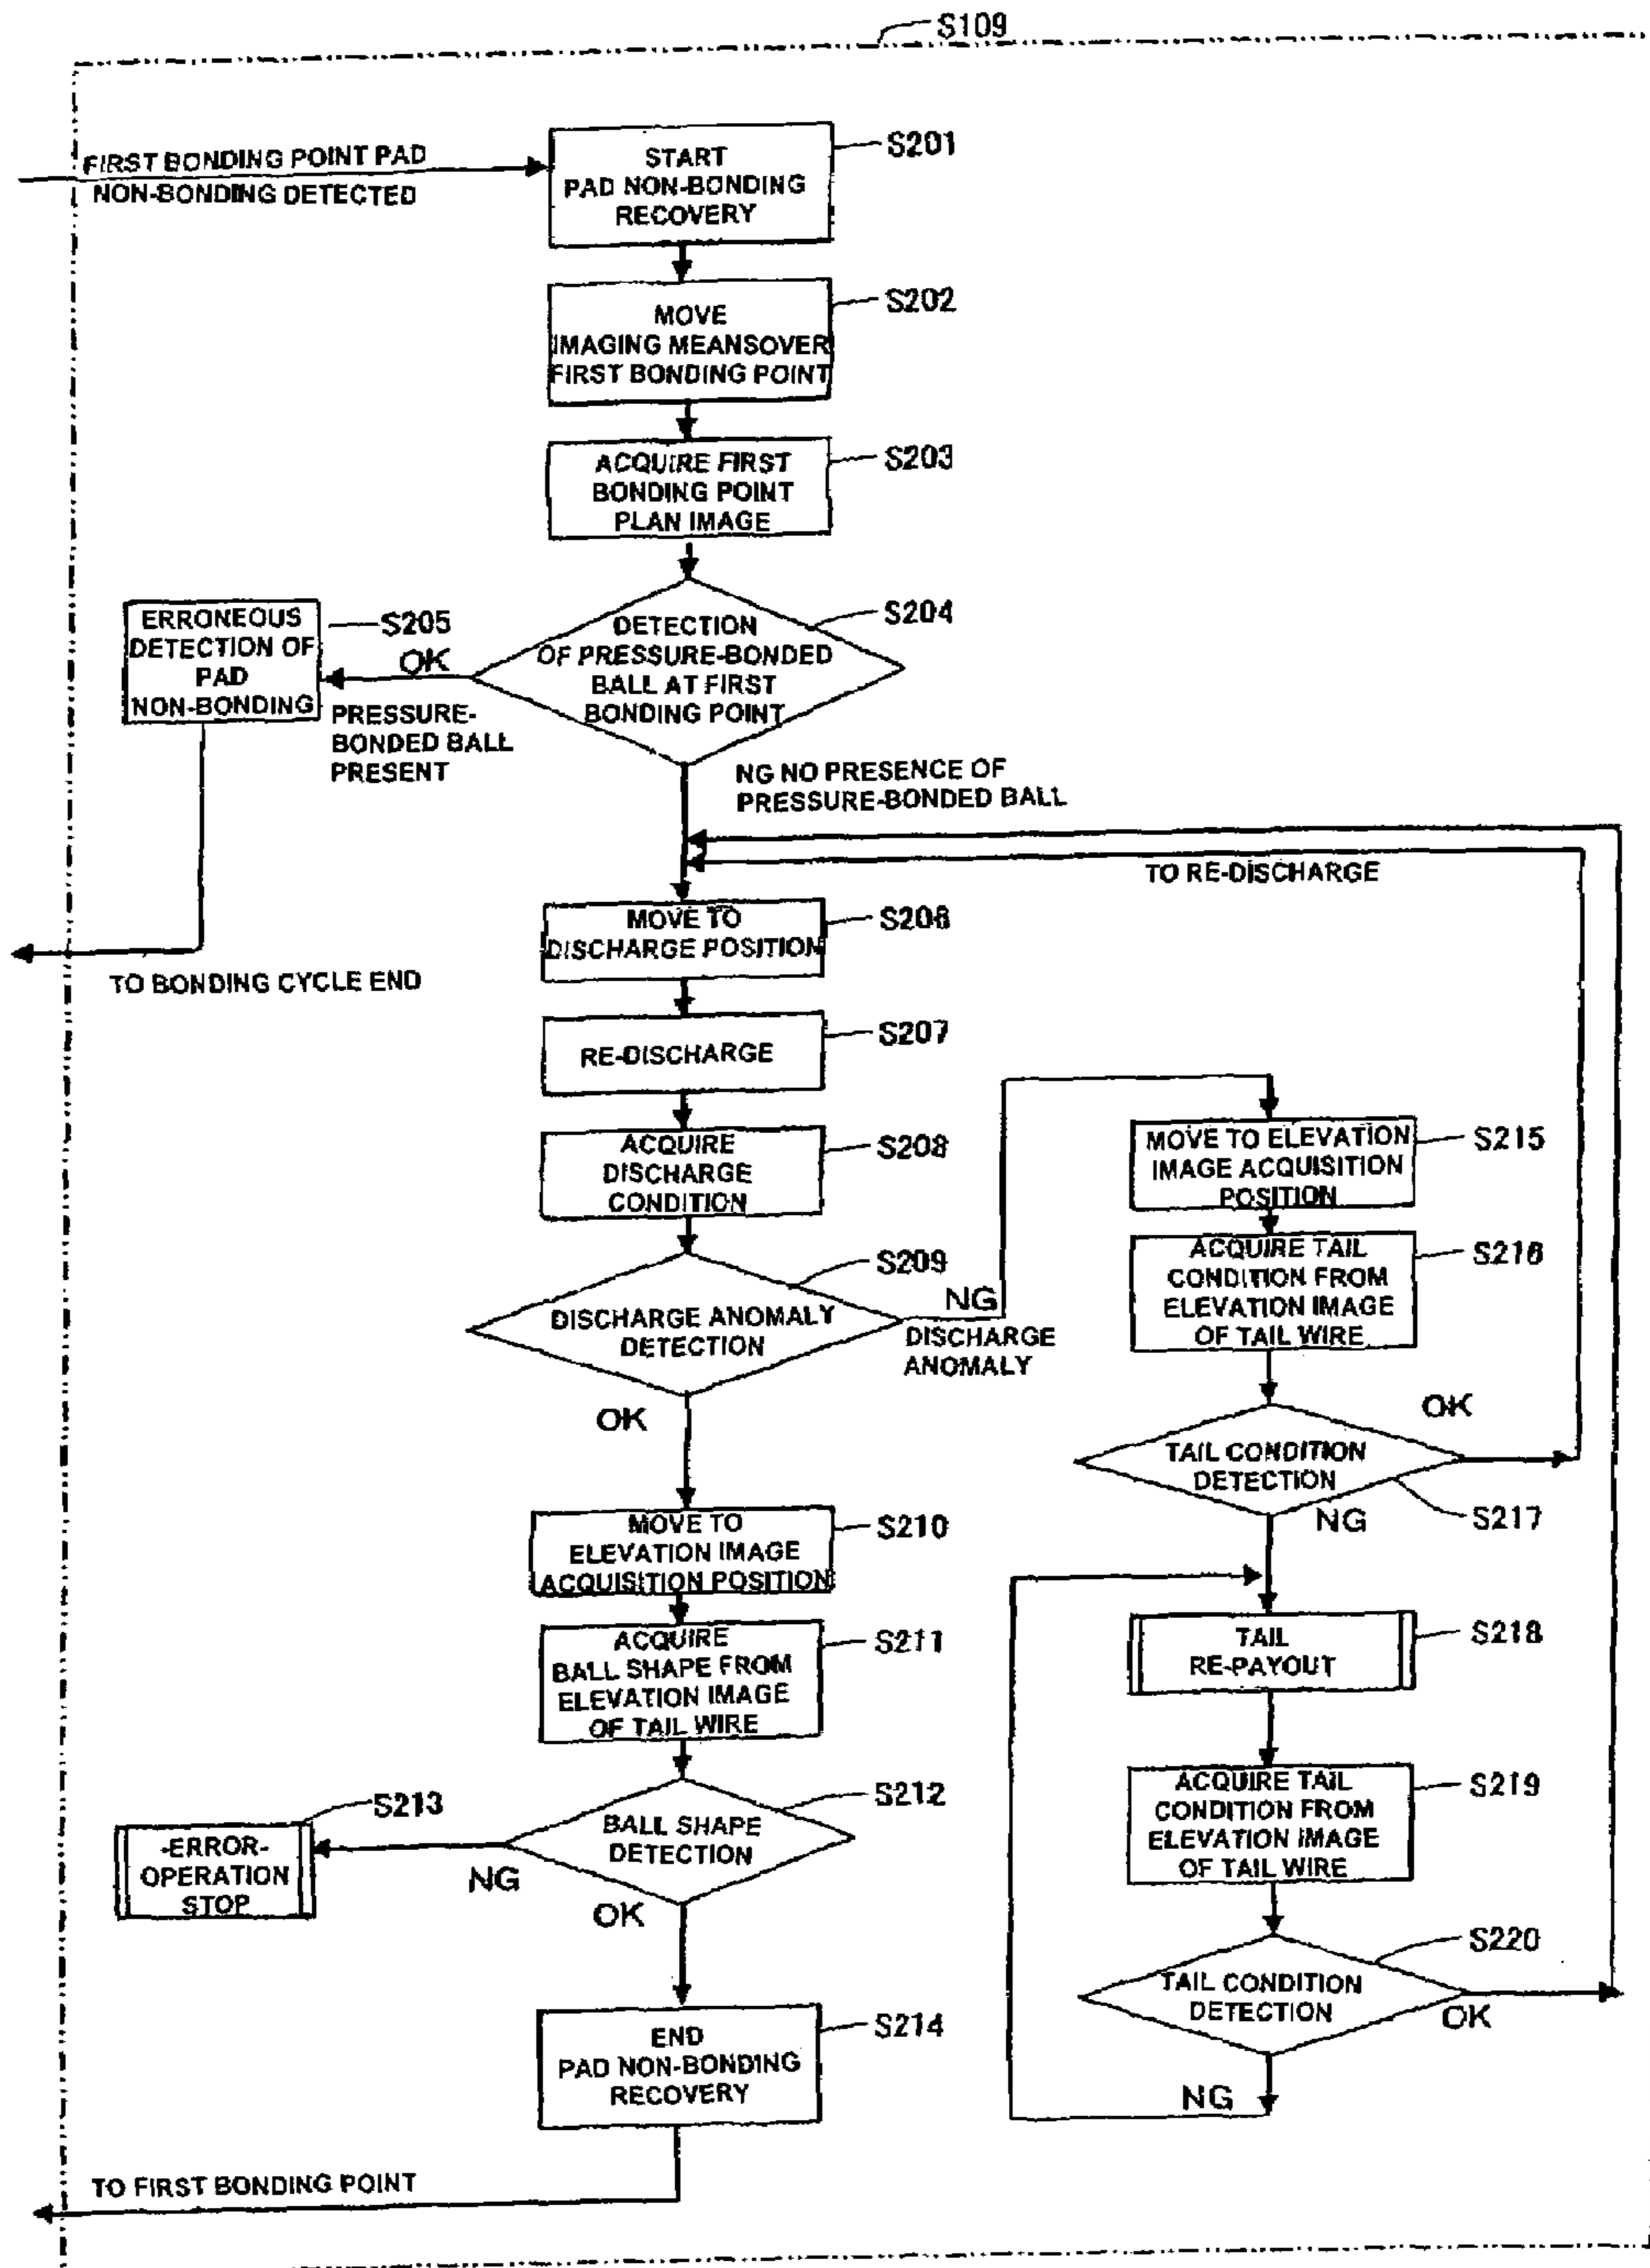 S109
FIRST BONDING POINT PAD
NON-BONDING DETECTED
START
PAD NON-BONDING
RECOVERY
S201
MOVE
IMAGING MEANSOVER
FIRST BONDING POINT
S202
ACQUIRE FIRST
BONDING POINT
PLAN IMAGE
S203
DETECTION
OF PRESSURE-BONDED
BALL AT FIRST
BONDING POINT
S204
ERRONEOUS
DETECTION OF
PAD
NON-BONDING
S205
OK
PRESSURE-
BONDED BALL
PRESENT
NG NO PRESENCE OF
PRESSURE-BONDED BALL
TO RE-DISCHARGE
TO BONDING CYCLE END
MOVE TO
DISCHARGE POSITION
S206
RE-DISCHARGE
S207
ACQUIRE
DISCHARGE
CONDITION
S208
DISCHARGE ANOMALY
DETECTION
S209
NG
DISCHARGE
ANOMALY
OK
MOVE TO
ELEVATION IMAGE
ACQUISITION POSITION
S210
ACQUIRE
BALL SHAPE FROM
ELEVATION IMAGE
OF TAIL WIRE
S211
BALL SHAPE
DETECTION
S212
NG
-ERROR-
OPERATION
STOP
S213
OK
END
PAD NON-BONDING
RECOVERY
S214
TO FIRST BONDING POINT
MOVE TO ELEVATION
IMAGE ACQUISITION
POSITION
S215
ACQUIRE TAIL
CONDITION FROM
ELEVATION IMAGE
OF TAIL WIRE
S216
TAIL CONDITION
DETECTION
OK
S217
NG
TAIL
RE-PAYOUT
S218
ACQUIRE TAIL
CONDITION FROM
ELEVATION IMAGE
OF TAIL WIRE
S219
TAIL CONDITION
DETECTION
S220
OK
NG